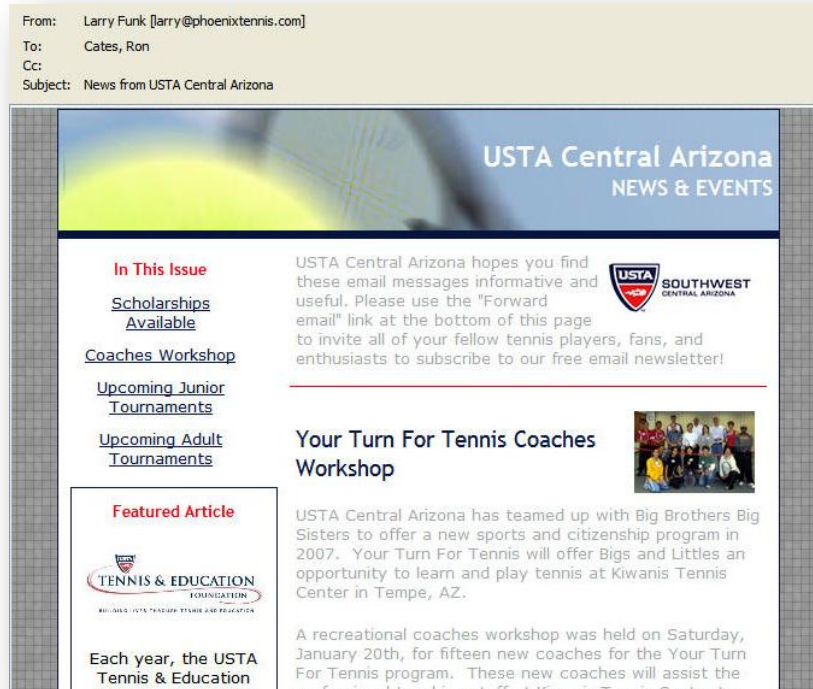 From: Larry Funk [larry@phoenixtennis.com]
To: Cates, Ron
Cc:
Subject: News from USTA Central Arizona
USTA Central Arizona
NEWS & EVENTS
In This Issue
Scholarships
Available
Coaches Workshop
Upcoming Junior
Tournaments
Upcoming Adult
Tournaments
Featured Article
TENNIS & EDUCATION
FOUNDATION
BUILDING LIVES THROUGH TENNIS AND EDUCATION
Each year, the USTA
Tennis & Education
USTA Central Arizona hopes you find
these email messages informative and
useful. Please use the "Forward
email" link at the bottom of this page
to invite all of your fellow tennis players, fans, and
enthusiasts to subscribe to our free email newsletter!
USTA
SOUTHWEST
CENTRAL ARIZONA
Your Turn For Tennis Coaches
Workshop
USTA Central Arizona has teamed up with Big Brothers Big
Sisters to offer a new sports and citizenship program in
2007. Your Turn For Tennis will offer Bigs and Littles an
opportunity to learn and play tennis at Kiwanis Tennis
Center in Tempe, AZ.
A recreational coaches workshop was held on Saturday,
January 20th, for fifteen new coaches for the Your Turn
For Tennis program. These new coaches will assist the